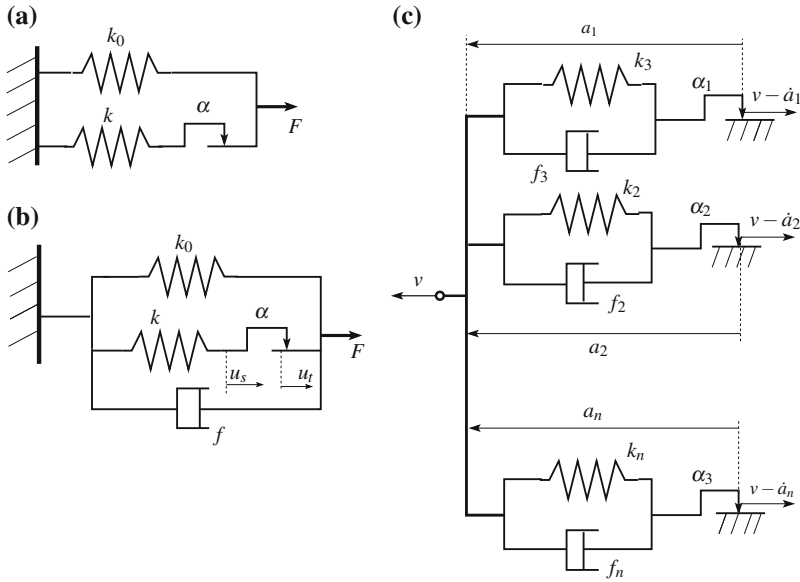 (a)
k₀
k
α
F
(b)
k₀
k
α
uₛ
uₜ
F
f
(c)
a₁
k₃
α₁
v − ȧ₁
f₃
k₂
α₂
v − ȧ₂
f₂
v
a₂
aₙ
kₙ
α₃
v − ȧₙ
fₙ